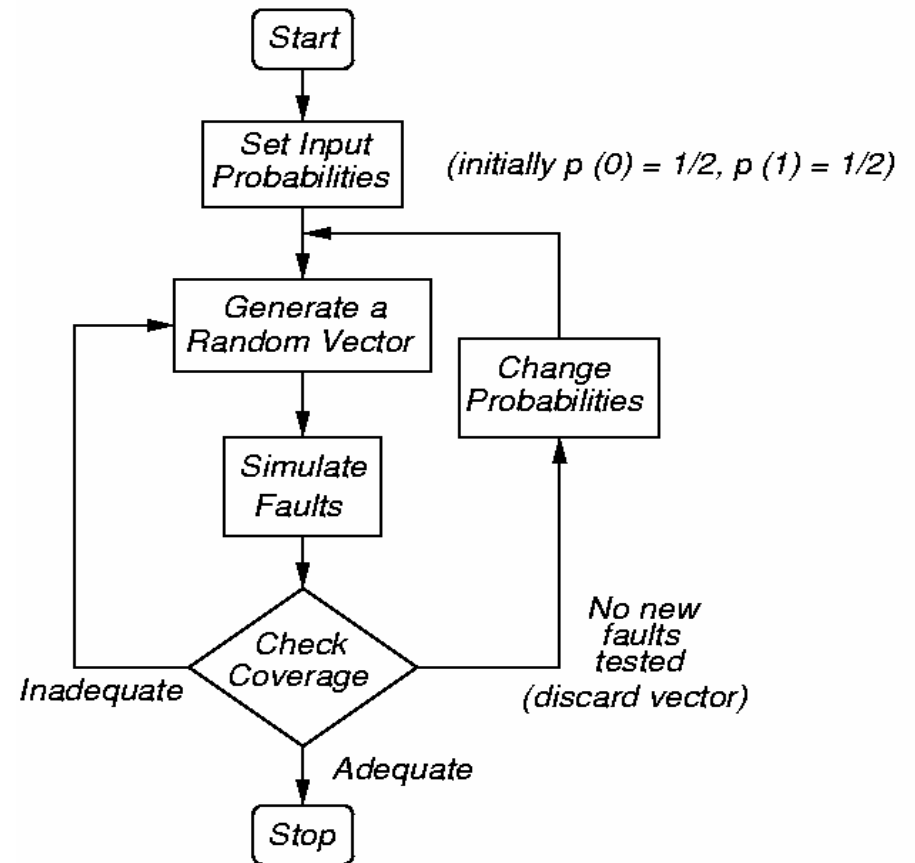 Start
Set Input
Probabilities
(initially p (0) = 1/2, p (1) = 1/2)
Generate a
Random Vector
Change
Probabilities
Simulate
Faults
Check
Coverage
No new
faults
tested
(discard vector)
Inadequate
Adequate
Stop